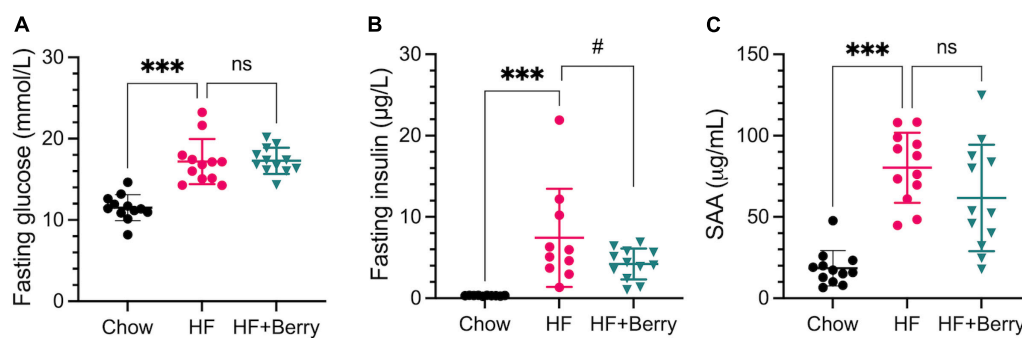 A
Fasting glucose (mmol/L)
30
20
10
0
***
ns
Chow
HF
HF+Berry
B
Fasting insulin (µg/L)
30
20
10
0
***
#
Chow
HF
HF+Berry
C
SAA (µg/mL)
150
100
50
0
***
ns
Chow
HF
HF+Berry